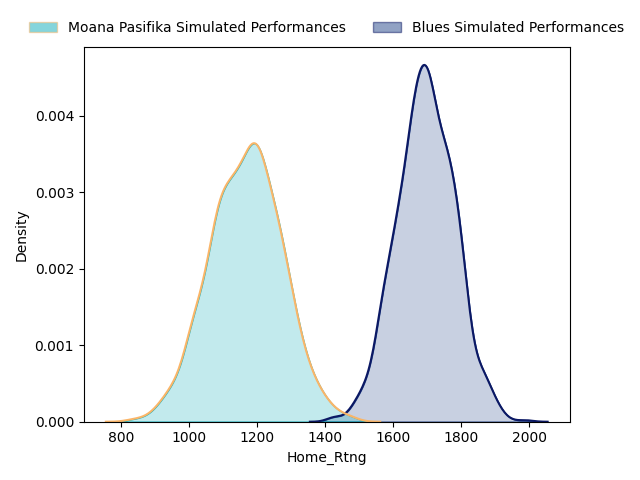 Moana Pasifika Simulated Performances Blues Simulated Performances
0.004
0.003
0.002
0.001
0.000
Density
800 1000 1200 1400 1600 1800 2000
Home_Rtng